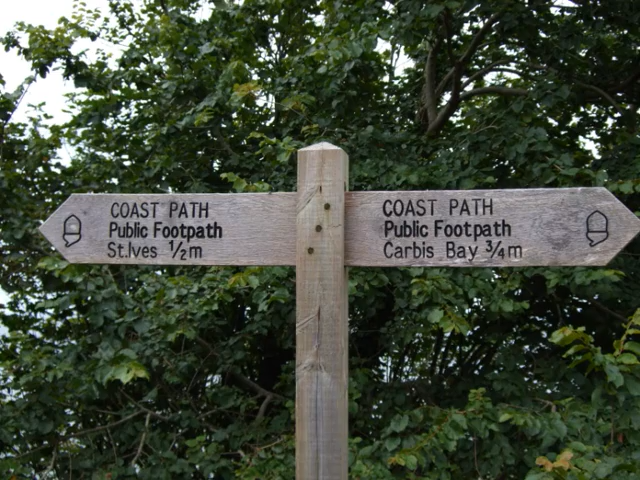 COAST PATH
Public Footpath
St.Ives 1/2m
COAST PATH
Public Footpath
Carbis Bay 3/4m